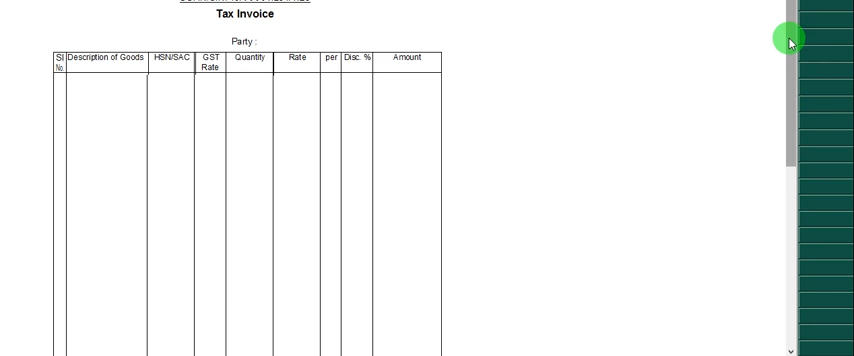 Tax Invoice
Party :
Sl No. Description of Goods HSN/SAC GST Rate Quantity Rate per Disc. % Amount